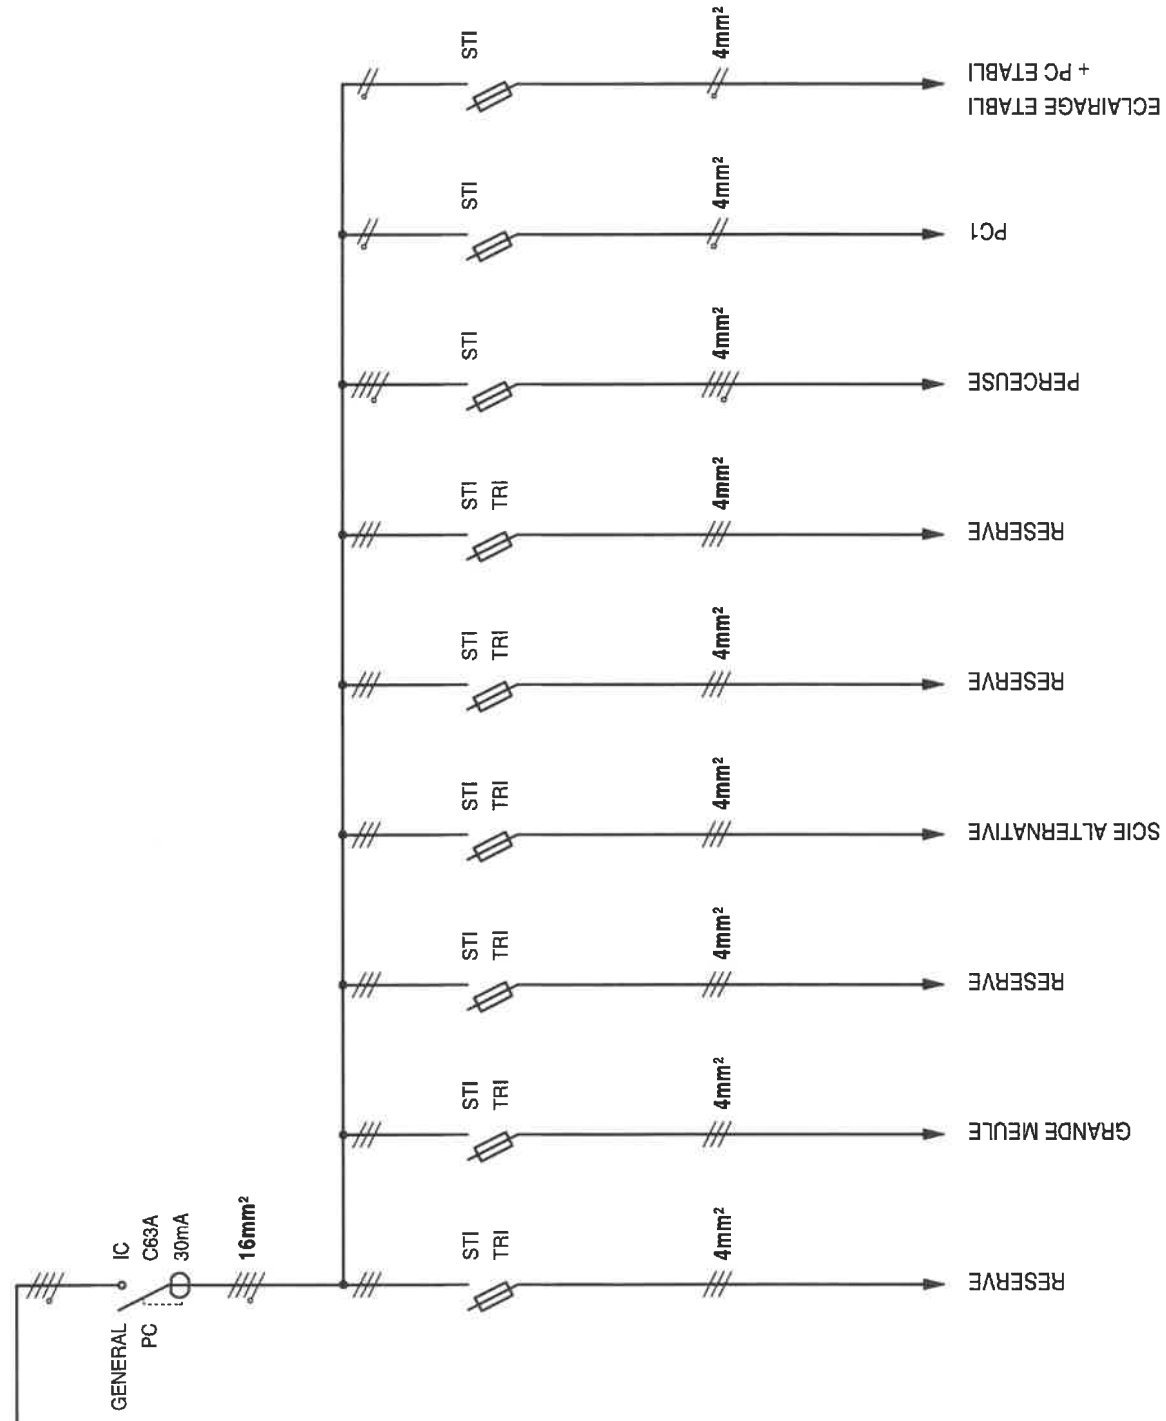 GENERAL
PC
IC
C63A
30mA
16mm²
STI
4mm²
ECLAIRAGE ETABLI
+ PC ETABLI
STI
4mm²
PC1
STI
4mm²
PERCEUSE
STI
TRI
4mm²
RESERVE
STI
TRI
4mm²
RESERVE
STI
TRI
4mm²
SCIE ALTERNATIVE
STI
TRI
4mm²
RESERVE
STI
TRI
4mm²
GRANDE MEULE
STI
TRI
4mm²
RESERVE